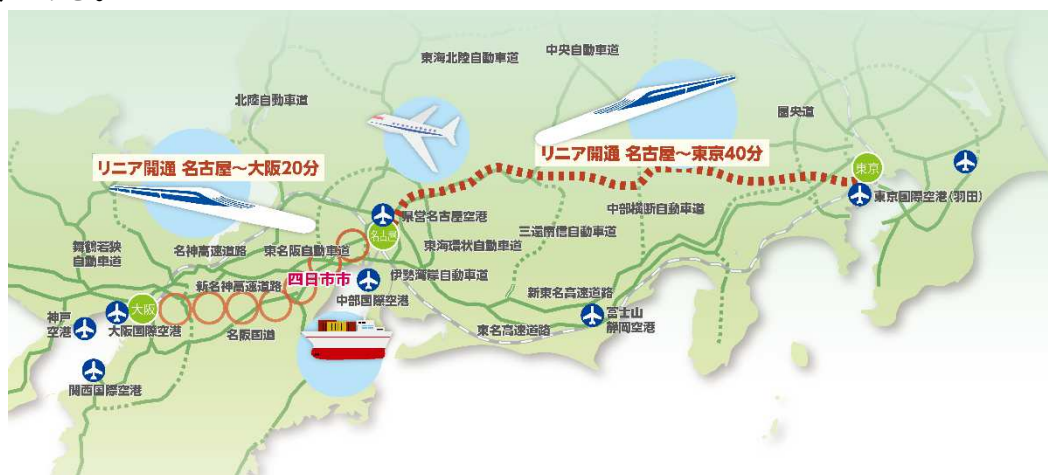 東海北陸自動車道
中央自動車道
北陸自動車道
圏央道
リニア開通 名古屋～大阪20分
リニア開通 名古屋～東京40分
東京
東京国際空港(羽田)
県営名古屋空港
名古屋
中部横断自動車道
三遠南信自動車道
舞鶴若狭
自動車道
名神高速道路
東名阪自動車道
東海環状自動車道
四日市市
伊勢湾岸自動車道
新名神高速道路
中部国際空港
新東名高速道路
大阪
神戸
空港
大阪国際空港
名阪国道
東名高速道路
富士山
静岡空港
関西国際空港